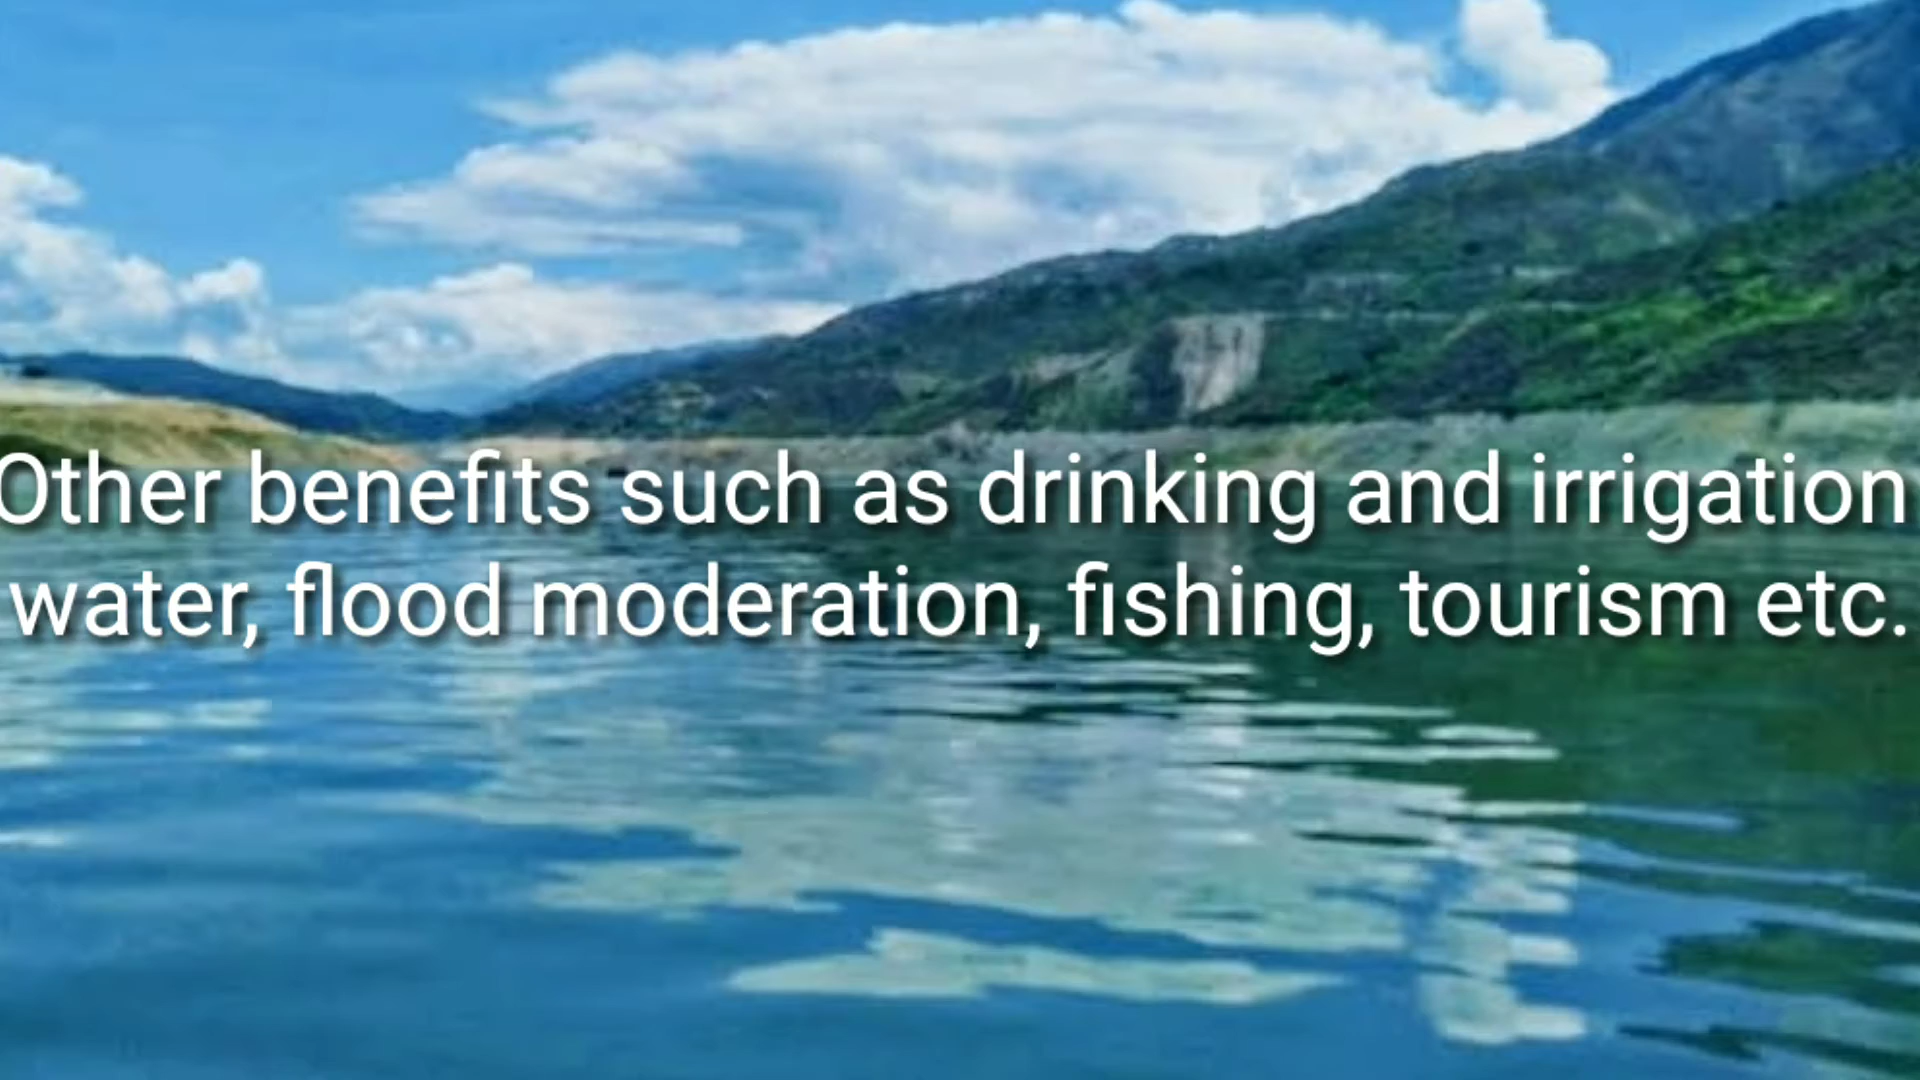 Other benefits such as drinking and irrigation
water, flood moderation, fishing, tourism etc.